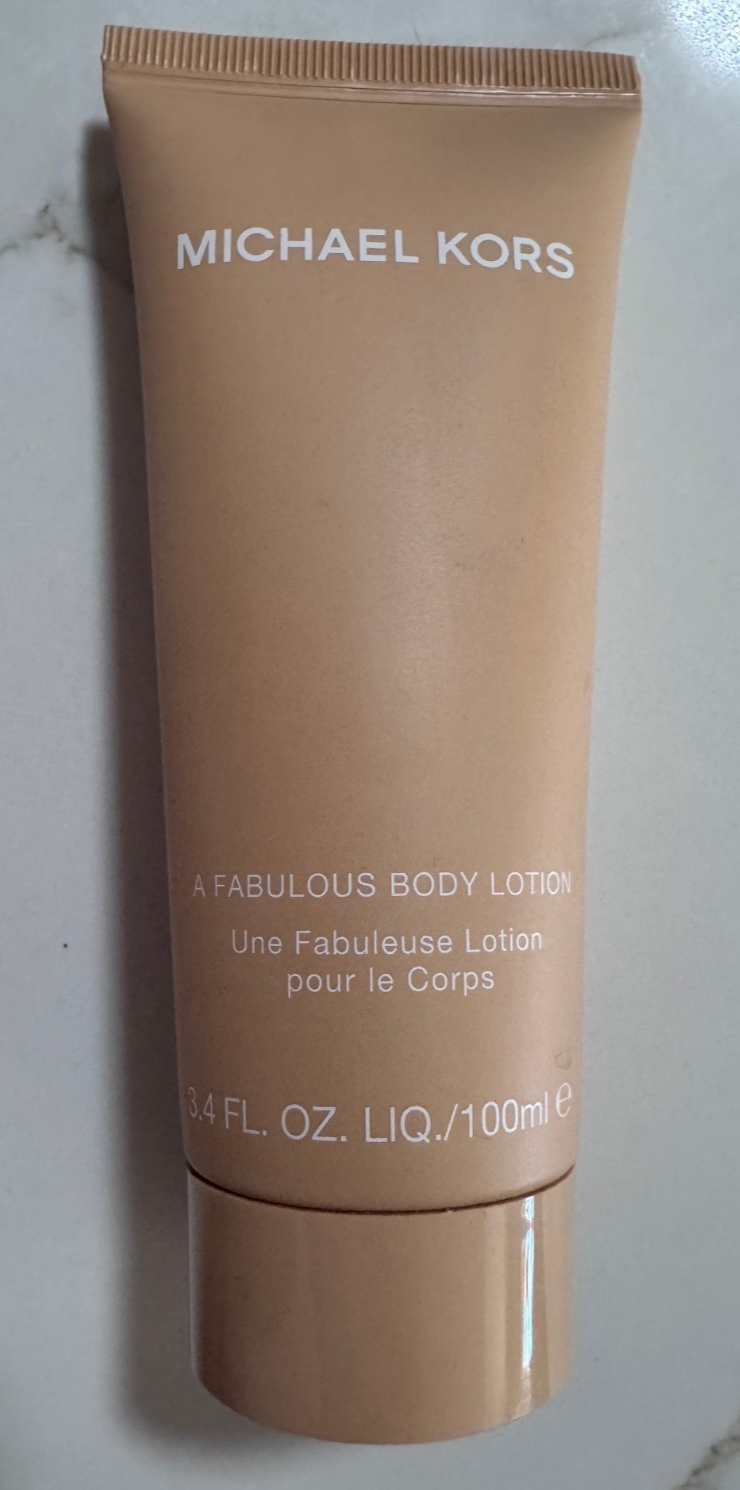 MICHAEL KORS
A FABULOUS BODY LOTION
Une Fabuleuse Lotion
pour le Corps
3.4 FL. OZ. LIQ./100ml ℮